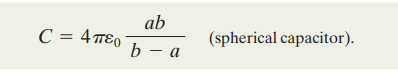 C = 4πε₀ ab / (b − a) (spherical capacitor).